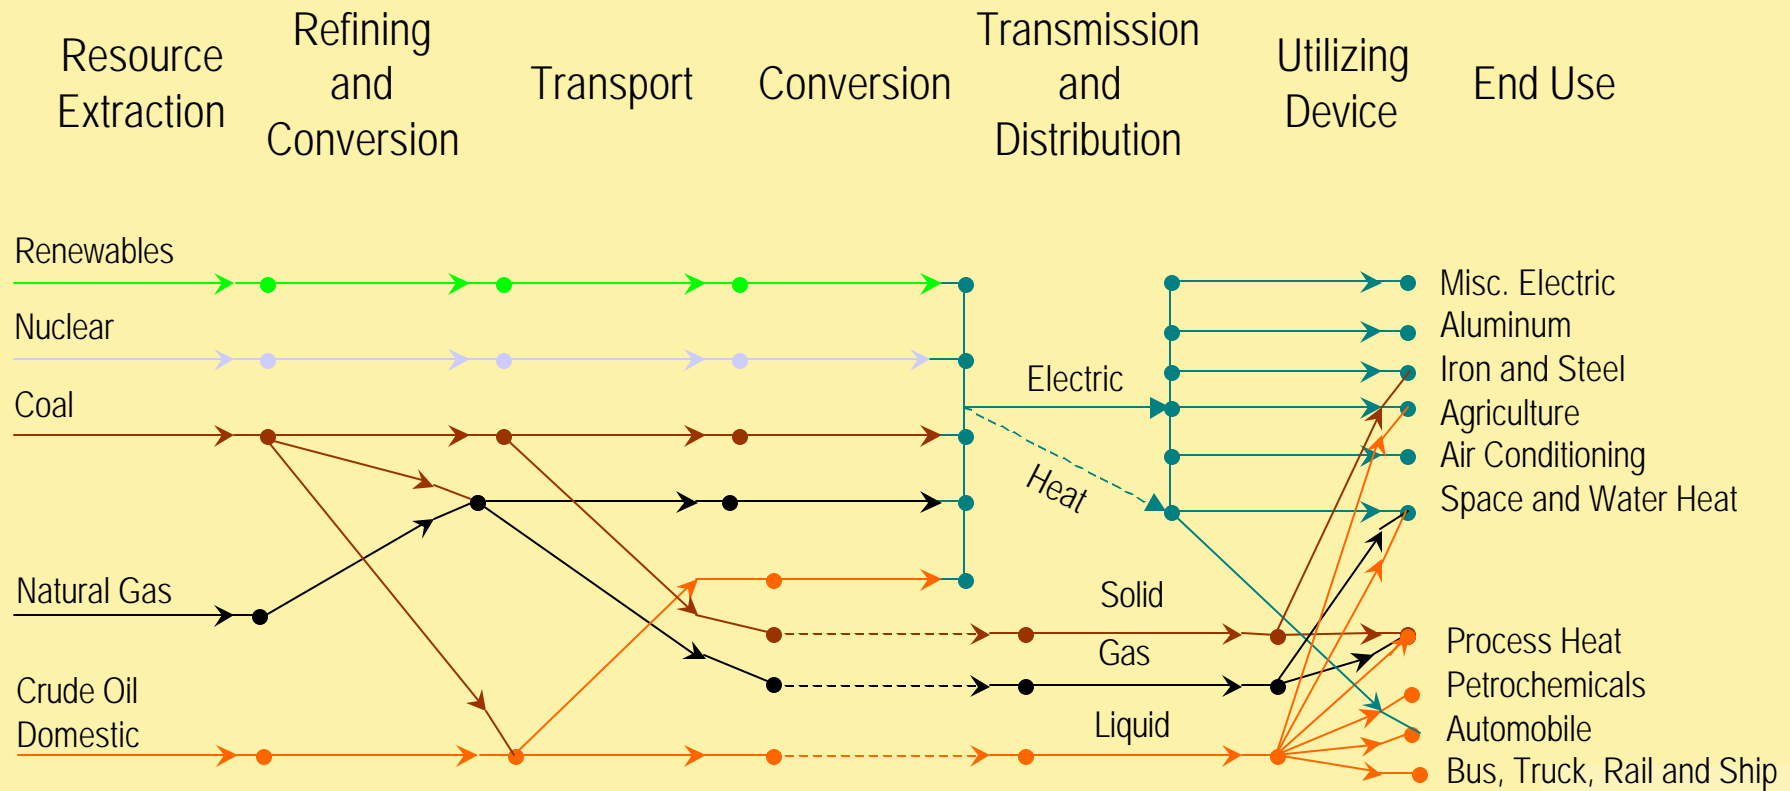 Resource
Extraction
Refining
and
Conversion
Transport
Conversion
Transmission
and
Distribution
Utilizing
Device
End Use
Renewables
Nuclear
Coal
Natural Gas
Crude Oil
Domestic
Electric
Heat
Solid
Gas
Liquid
Misc. Electric
Aluminum
Iron and Steel
Agriculture
Air Conditioning
Space and Water Heat
Process Heat
Petrochemicals
Automobile
Bus, Truck, Rail and Ship